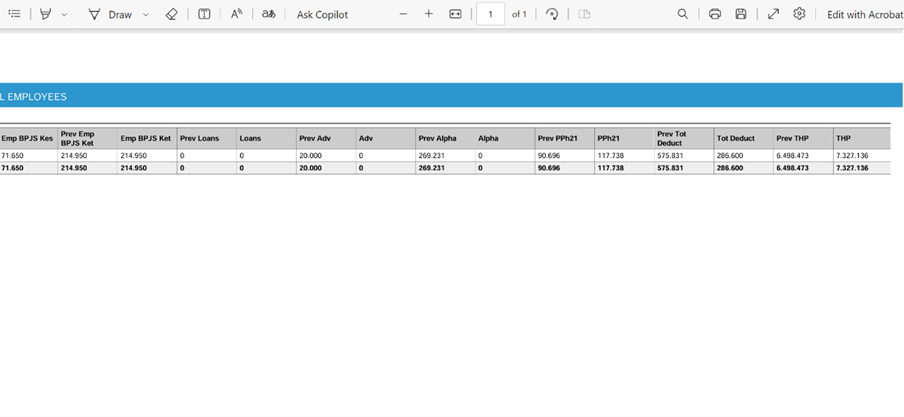 Draw
A
aあ
Ask Copilot
1
of 1
Edit with Acrobat
L EMPLOYEES
Emp BPJS Kes Prev Emp BPJS Ket Emp BPJS Ket Prev Loans Loans Prev Adv Adv Prev Alpha Alpha Prev PPh21 PPh21 Prev Tot Deduct Tot Deduct Prev THP THP
71.650 214.950 214.950 0 0 20.000 0 269.231 0 90.696 117.738 575.831 286.600 6.498.473 7.327.136
71.650 214.950 214.950 0 0 20.000 0 269.231 0 90.696 117.738 575.831 286.600 6.498.473 7.327.136